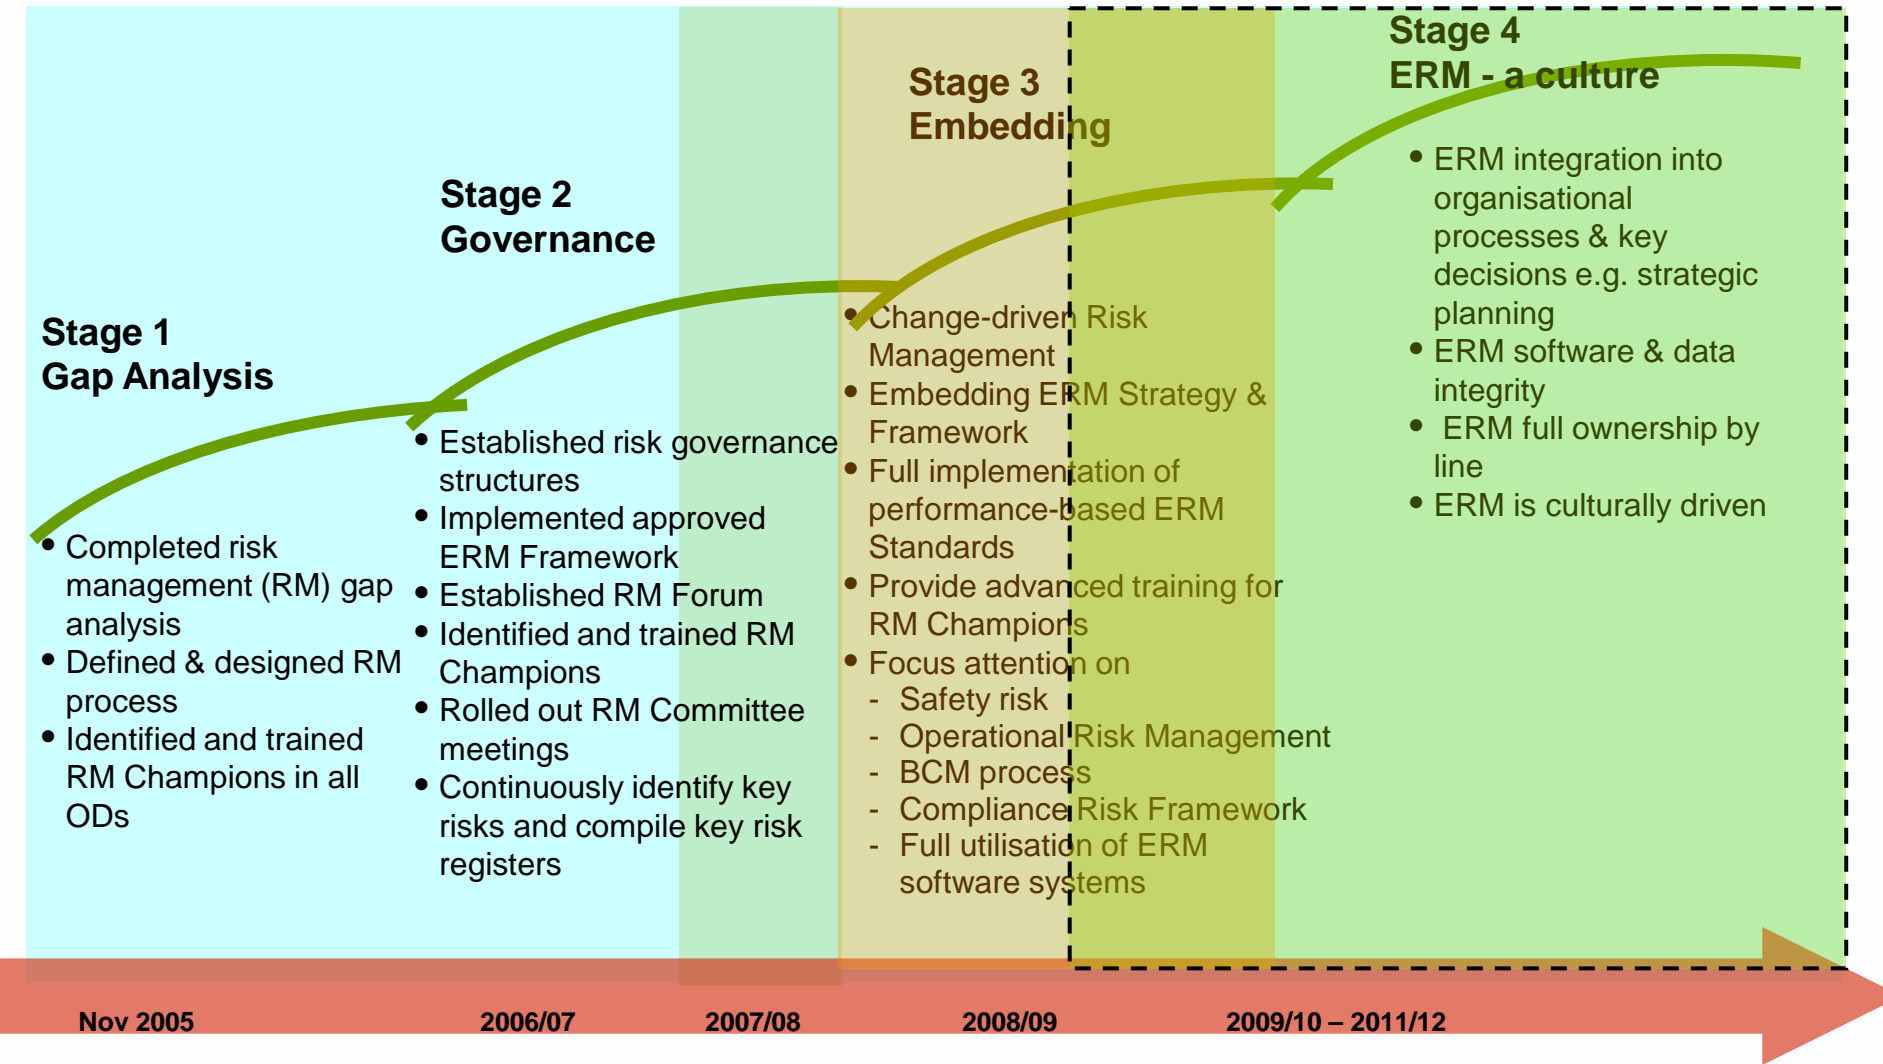 Stage 1
Gap Analysis
• Completed risk
management (RM) gap
analysis
• Defined & designed RM
process
• Identified and trained
RM Champions in all
ODs
Stage 2
Governance
• Established risk governance
structures
• Implemented approved
ERM Framework
• Established RM Forum
• Identified and trained RM
Champions
• Rolled out RM Committee
meetings
• Continuously identify key
risks and compile key risk
registers
Stage 3
Embedding
• Change-driven Risk
Management
• Embedding ERM Strategy &
Framework
• Full implementation of
performance-based ERM
Standards
• Provide advanced training for
RM Champions
• Focus attention on
- Safety risk
- Operational Risk Management
- BCM process
- Compliance Risk Framework
- Full utilisation of ERM
software systems
Stage 4
ERM - a culture
• ERM integration into
organisational
processes & key
decisions e.g. strategic
planning
• ERM software & data
integrity
• ERM full ownership by
line
• ERM is culturally driven
Nov 2005
2006/07
2007/08
2008/09
2009/10 – 2011/12